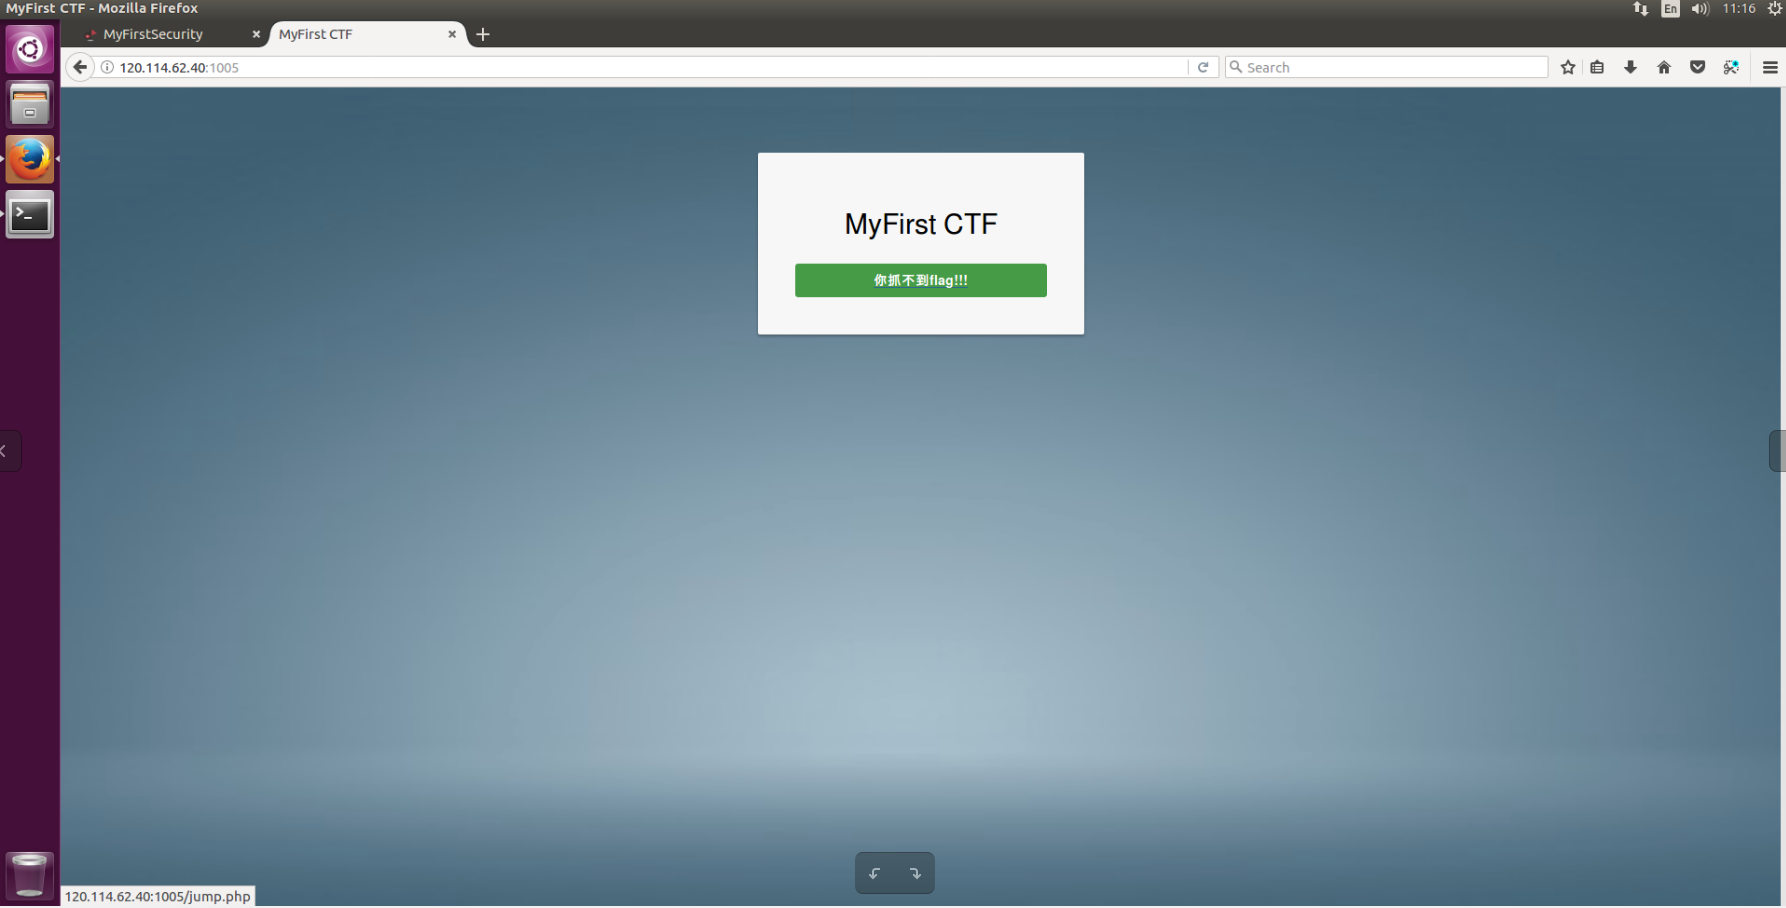 MyFirst CTF - Mozilla Firefox
En
11:16
MyFirstSecurity
MyFirst CTF
120.114.62.40:1005
Search
MyFirst CTF
你抓不到flag!!!
120.114.62.40:1005/jump.php